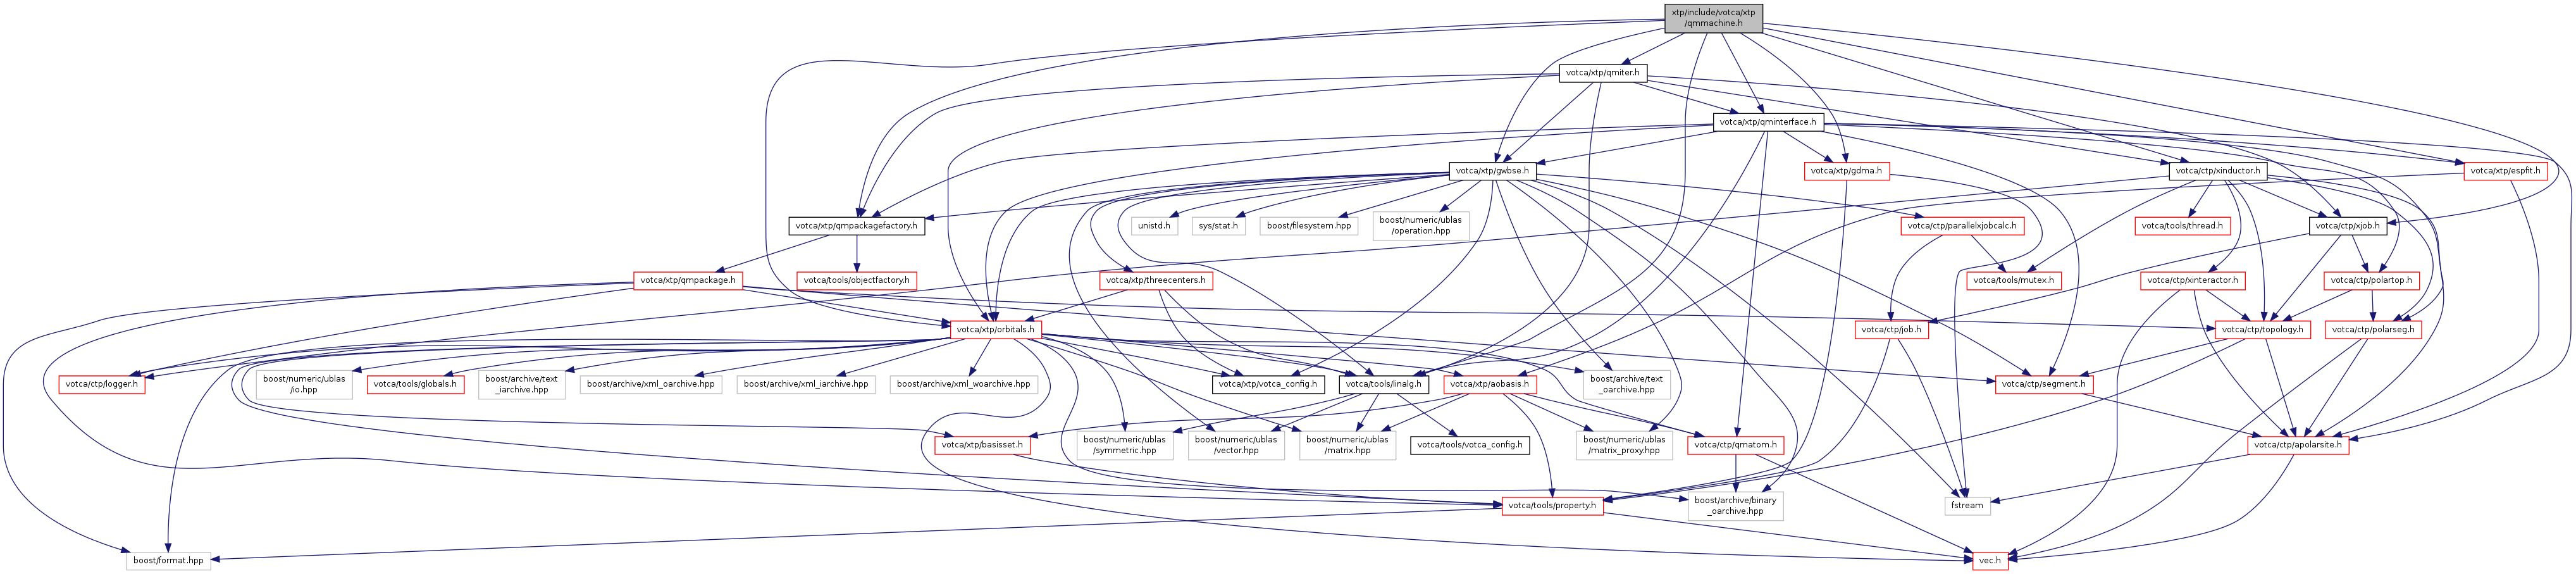 xtp/include/votca/xtp
/qmmachine.h
votca/xtp/qmiter.h
votca/xtp/qminterface.h
votca/xtp/gwbse.h
votca/xtp/gdma.h
votca/ctp/xinductor.h
votca/xtp/espfit.h
votca/xtp/qmpackagefactory.h
unistd.h
sys/stat.h
boost/filesystem.hpp
boost/numeric/ublas
/operation.hpp
votca/ctp/parallelxjobcalc.h
votca/tools/thread.h
votca/ctp/xjob.h
votca/xtp/qmpackage.h
votca/tools/objectfactory.h
votca/xtp/threecenters.h
votca/tools/mutex.h
votca/ctp/xinteractor.h
votca/ctp/polartop.h
votca/xtp/orbitals.h
votca/ctp/job.h
votca/ctp/topology.h
votca/ctp/polarseg.h
votca/ctp/logger.h
boost/numeric/ublas
/io.hpp
votca/tools/globals.h
boost/archive/text
_iarchive.hpp
boost/archive/xml_oarchive.hpp
boost/archive/xml_iarchive.hpp
boost/archive/xml_woarchive.hpp
votca/xtp/votca_config.h
votca/tools/linalg.h
votca/xtp/aobasis.h
boost/archive/text
_oarchive.hpp
votca/ctp/segment.h
votca/xtp/basisset.h
boost/numeric/ublas
/symmetric.hpp
boost/numeric/ublas
/vector.hpp
boost/numeric/ublas
/matrix.hpp
votca/tools/votca_config.h
boost/numeric/ublas
/matrix_proxy.hpp
votca/ctp/qmatom.h
votca/ctp/apolarsite.h
votca/tools/property.h
boost/archive/binary
_oarchive.hpp
fstream
boost/format.hpp
vec.h